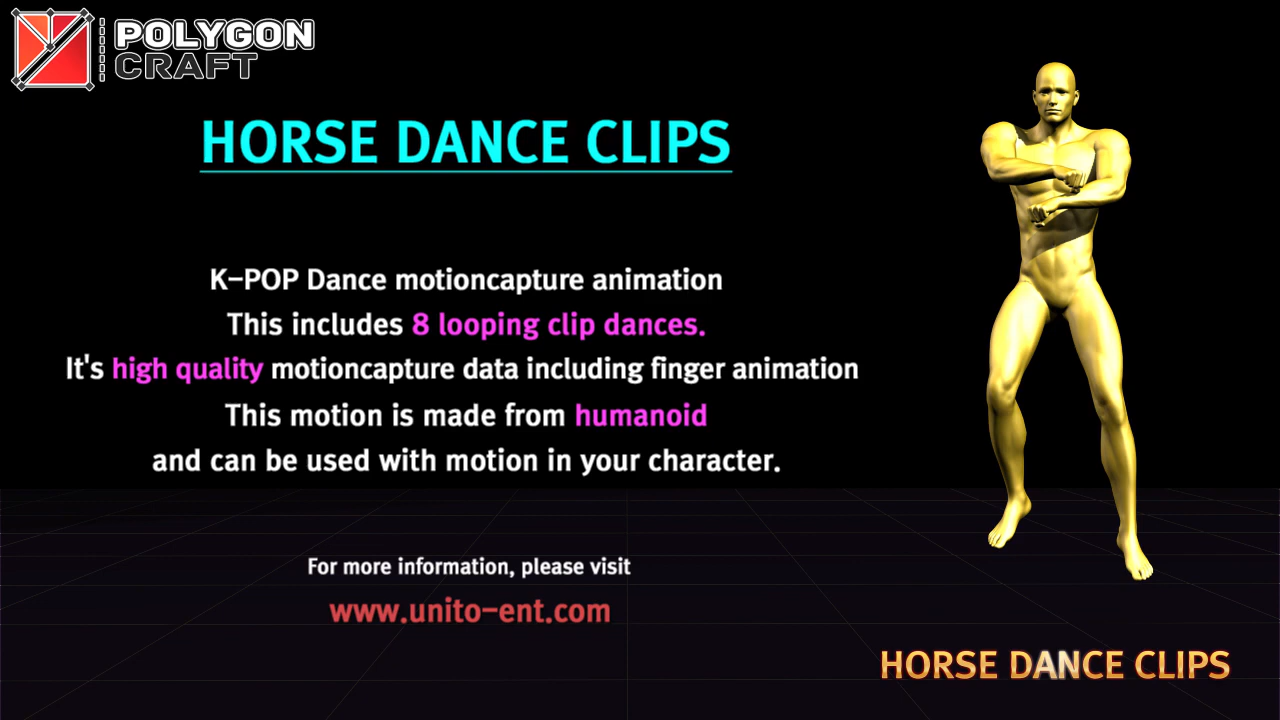 POLYGON
CRAFT
HORSE DANCE CLIPS
K-POP Dance motioncapture animation
This includes 8 looping clip dances.
It's high quality motioncapture data including finger animation
This motion is made from humanoid
and can be used with motion in your character.
For more information, please visit
www.unito-ent.com
HORSE DANCE CLIPS